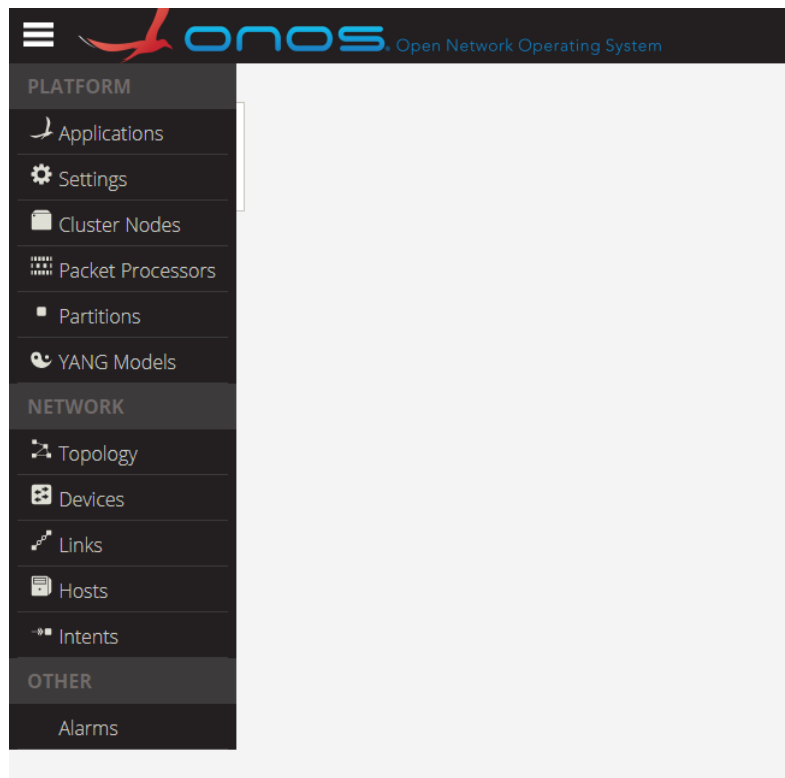 onos. Open Network Operating System
PLATFORM
Applications
Settings
Cluster Nodes
Packet Processors
Partitions
YANG Models
NETWORK
Topology
Devices
Links
Hosts
Intents
OTHER
Alarms